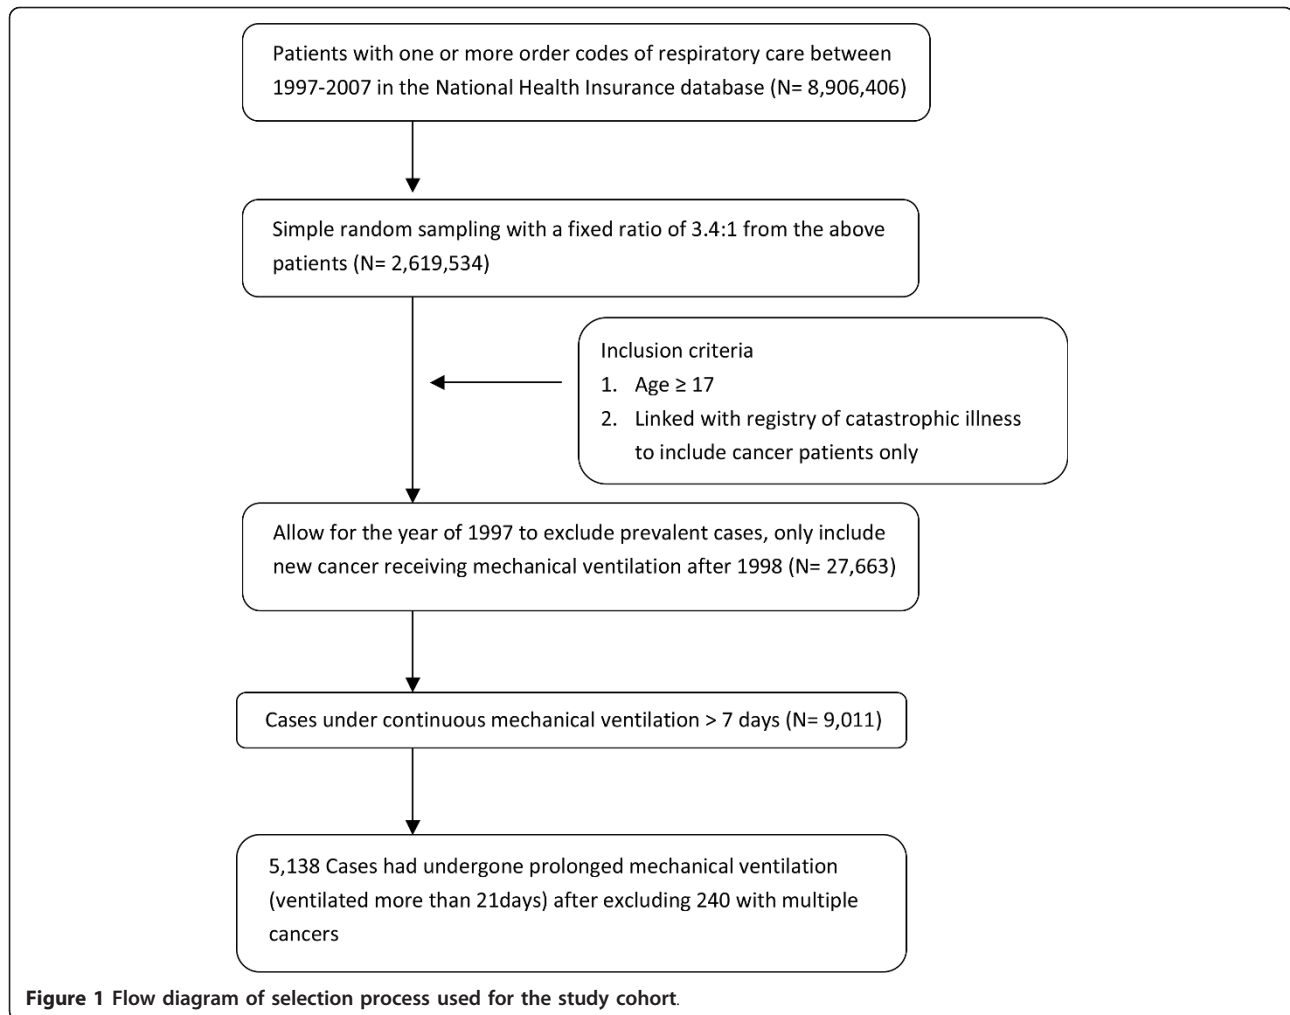 Patients with one or more order codes of respiratory care between
1997-2007 in the National Health Insurance database (N= 8,906,406)
Simple random sampling with a fixed ratio of 3.4:1 from the above
patients (N= 2,619,534)
Inclusion criteria
1. Age ≥ 17
2. Linked with registry of catastrophic illness
to include cancer patients only
Allow for the year of 1997 to exclude prevalent cases, only include
new cancer receiving mechanical ventilation after 1998 (N= 27,663)
Cases under continuous mechanical ventilation > 7 days (N= 9,011)
5,138 Cases had undergone prolonged mechanical ventilation
(ventilated more than 21days) after excluding 240 with multiple
cancers
Figure 1 Flow diagram of selection process used for the study cohort.